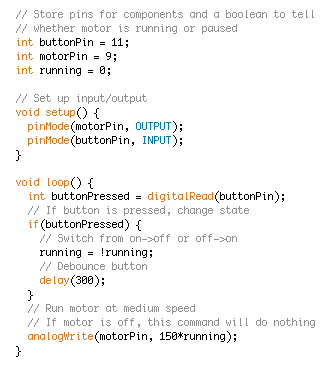 // Store pins for components and a boolean to tell
// whether motor is running or paused
int buttonPin = 11;
int motorPin = 9;
int running = 0;

// Set up input/output
void setup() {
  pinMode(motorPin, OUTPUT);
  pinMode(buttonPin, INPUT);
}

void loop() {
  int buttonPressed = digitalRead(buttonPin);
  // If button is pressed, change state
  if(buttonPressed) {
    // Switch from on->off or off->on
    running = !running;
    // Debounce button
    delay(300);
  }
  // Run motor at medium speed
  // If motor is off, this command will do nothing
  analogWrite(motorPin, 150*running);
}